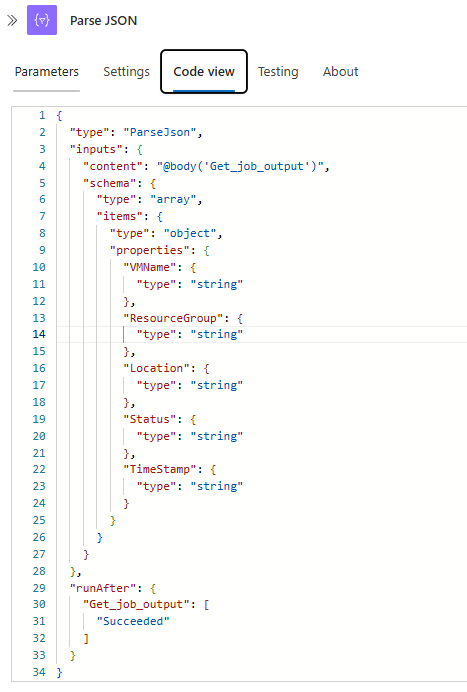 Parse JSON
Parameters Settings Code view Testing About
1 {
2 "type": "ParseJson",
3 "inputs": {
4 "content": "@body('Get_job_output')",
5 "schema": {
6 "type": "array",
7 "items": {
8 "type": "object",
9 "properties": {
10 "VMName": {
11 "type": "string"
12 },
13 "ResourceGroup": {
14 "type": "string"
15 },
16 "Location": {
17 "type": "string"
18 },
19 "Status": {
20 "type": "string"
21 },
22 "TimeStamp": {
23 "type": "string"
24 }
25 }
26 }
27 }
28 },
29 "runAfter": {
30 "Get_job_output": [
31 "Succeeded"
32 ]
33 }
34 }